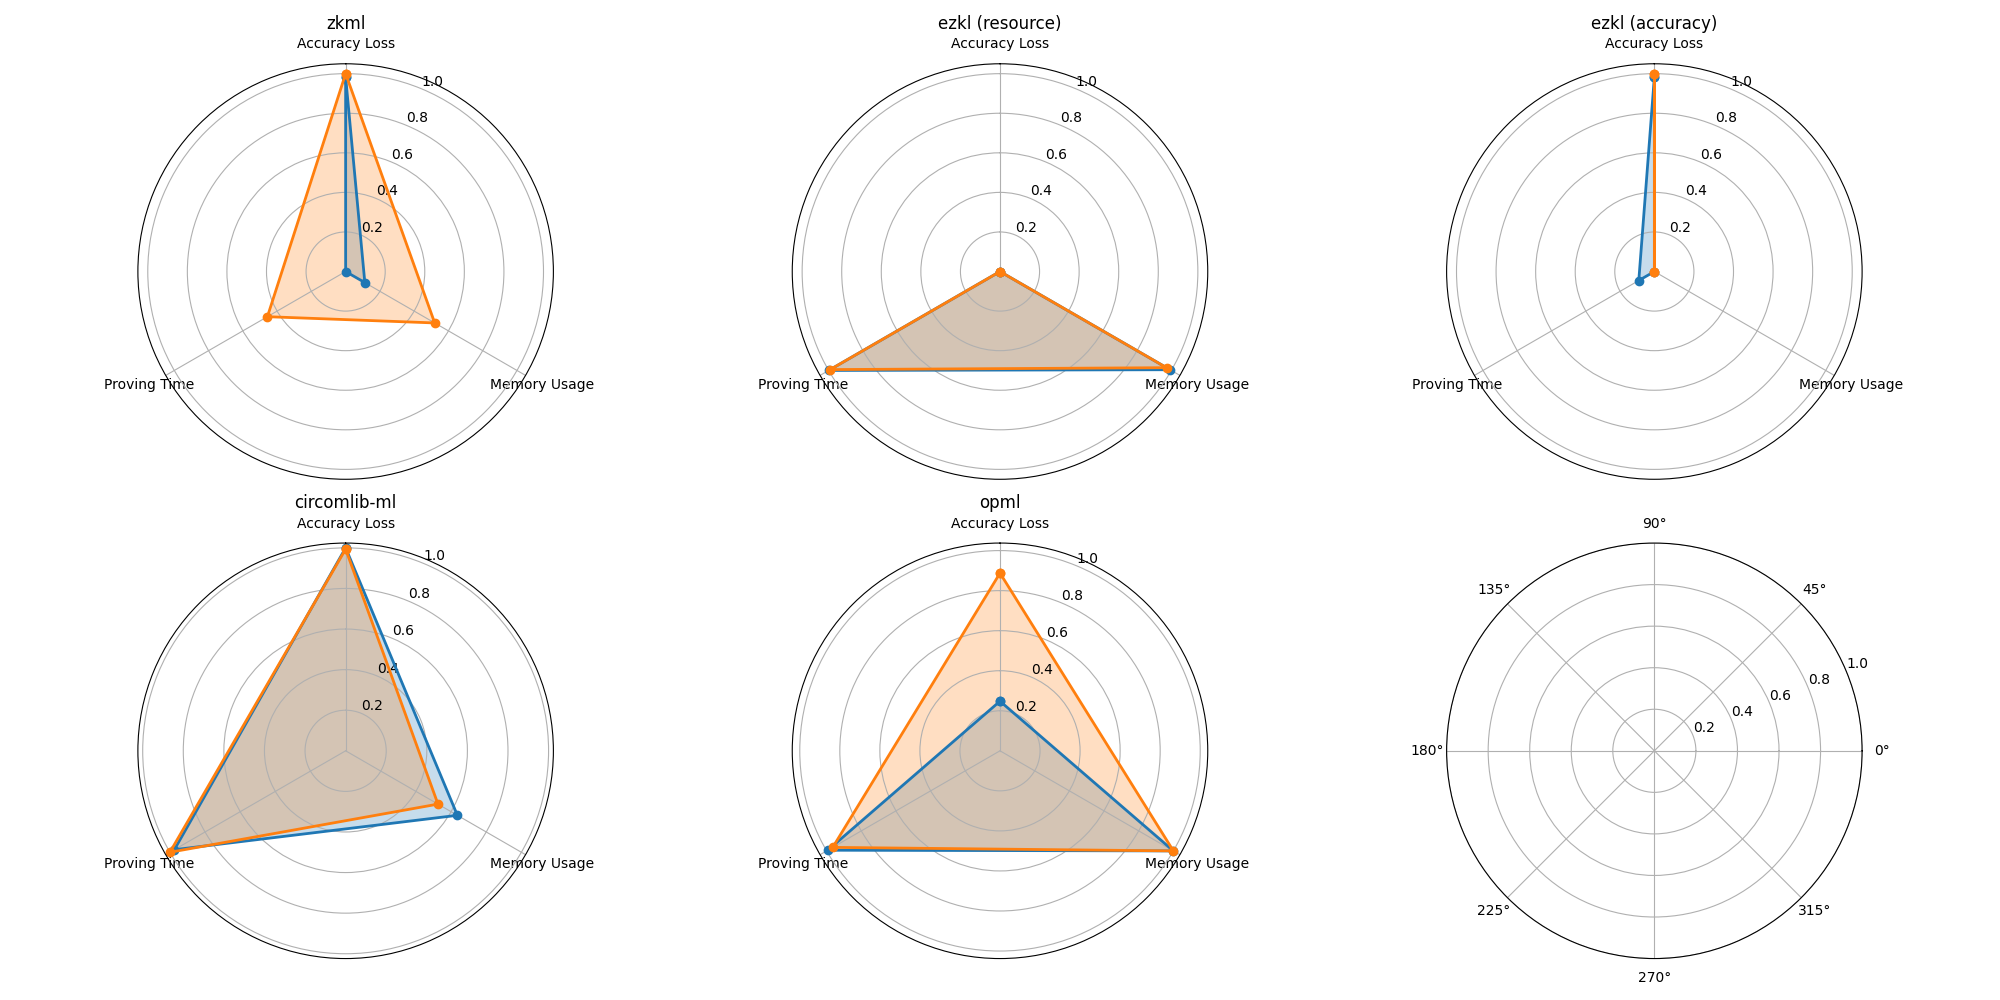 zkml
Accuracy Loss
1.0
0.8
0.6
0.4
0.2
Proving Time
Memory Usage
ezkl (resource)
Accuracy Loss
1.0
0.8
0.6
0.4
0.2
Proving Time
Memory Usage
ezkl (accuracy)
Accuracy Loss
1.0
0.8
0.6
0.4
0.2
Proving Time
Memory Usage
circomlib-ml
Accuracy Loss
1.0
0.8
0.6
0.4
0.2
Proving Time
Memory Usage
opml
Accuracy Loss
1.0
0.8
0.6
0.4
0.2
Proving Time
Memory Usage
90°
135°
45°
1.0
0.8
0.6
0.4
0.2
180°
0°
225°
315°
270°